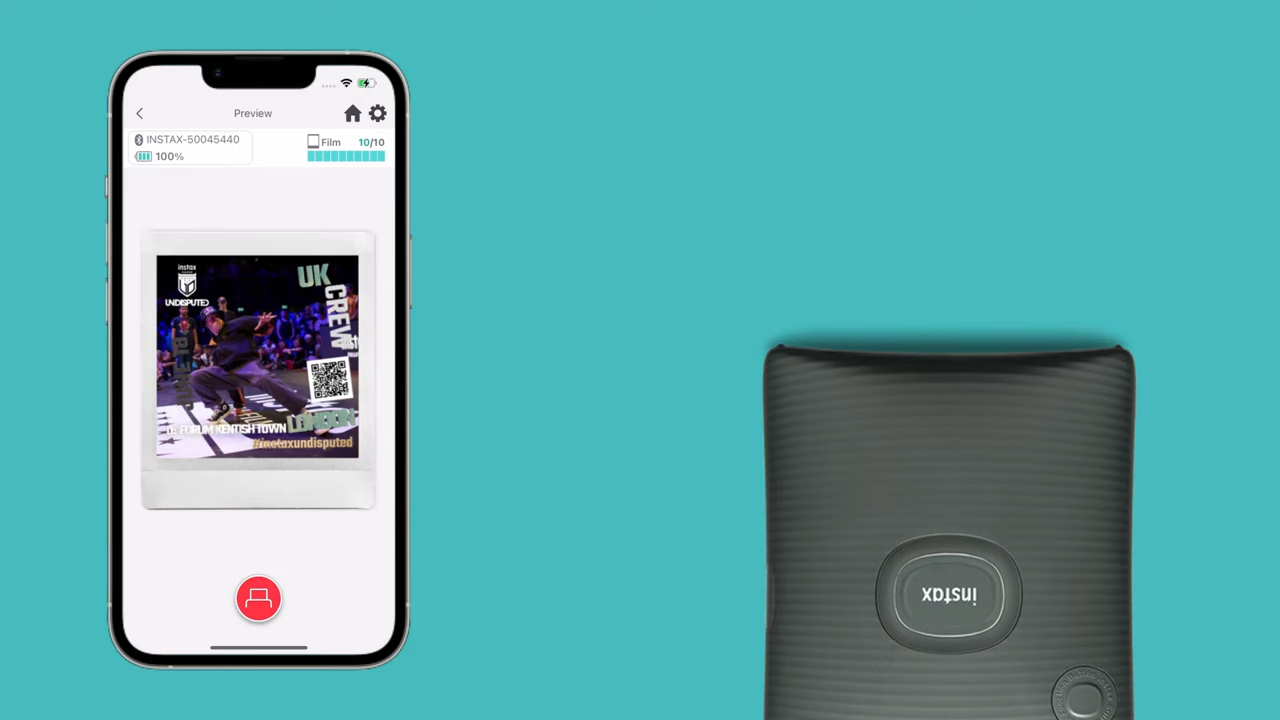 Preview
INSTAX-50045440
100%
Film 10/10
instax
UNDISPUTED
UK
CREW
FORUM KENTISH TOWN
LONDON
#instaxundisputed
instax